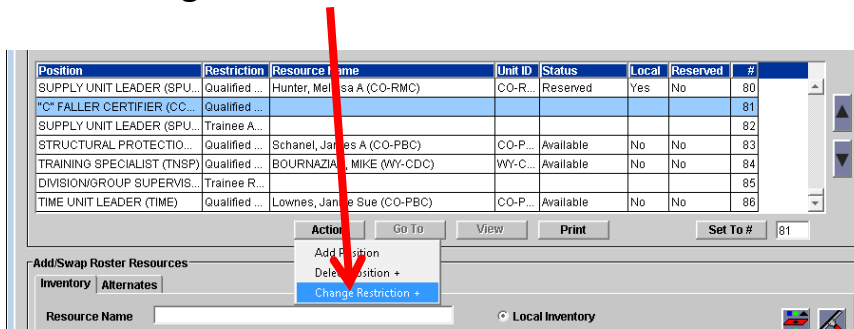 Position Restriction Resource Name Unit ID Status Local Reserved #
SUPPLY UNIT LEADER (SPU... Qualified ... Hunter, Melissa A (CO-RMC) CO-R... Reserved Yes No 80
"C" FALLER CERTIFIER (CC... Qualified ... 81
SUPPLY UNIT LEADER (SPU... Trainee A... 82
STRUCTURAL PROTECTIO... Qualified ... Schanel, James A (CO-PBC) CO-P... Available No No 83
TRAINING SPECIALIST (TNSP) Qualified ... BOURNAZIAN, MIKE (WY-CDC) WY-C... Available No No 84
DIVISION/GROUP SUPERVIS... Trainee R... 85
TIME UNIT LEADER (TIME) Qualified ... Lownes, Janine Sue (CO-PBC) CO-P... Available No No 86
Action Go To View Print Set To # 81
Add Position
Delete Position +
Change Restriction +
Add/Swap Roster Resources
Inventory Alternates
Resource Name Local Inventory